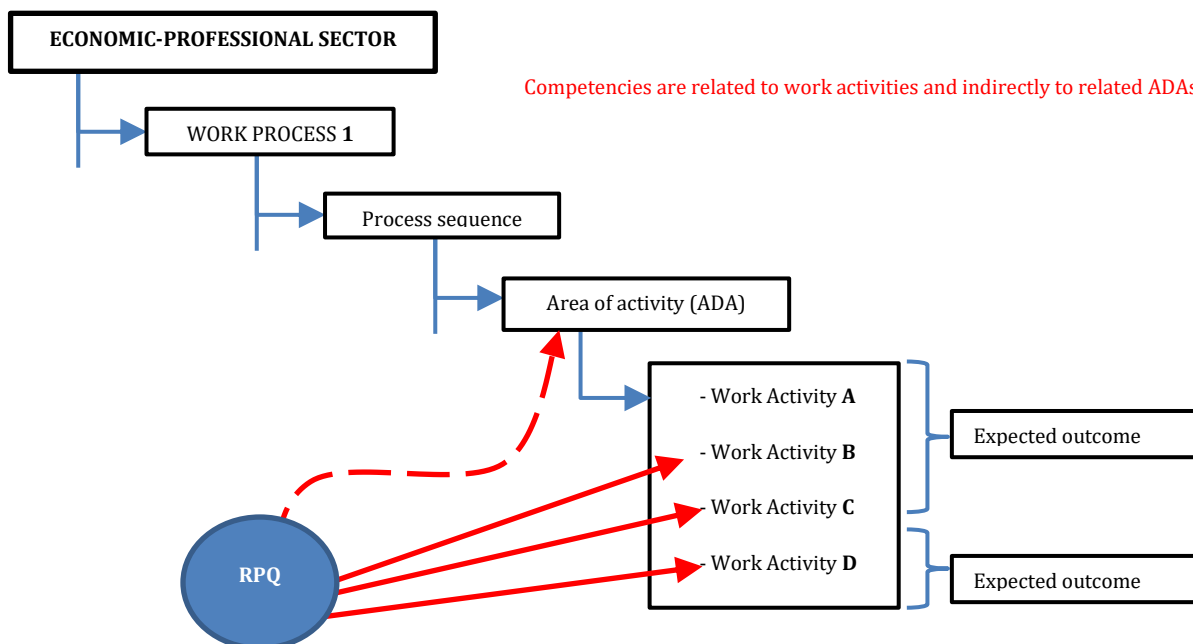 ECONOMIC-PROFESSIONAL SECTOR
Competencies are related to work activities and indirectly to related ADAs
WORK PROCESS 1
Process sequence
Area of activity (ADA)
- Work Activity A
- Work Activity B
- Work Activity C
- Work Activity D
Expected outcome
Expected outcome
RPQ